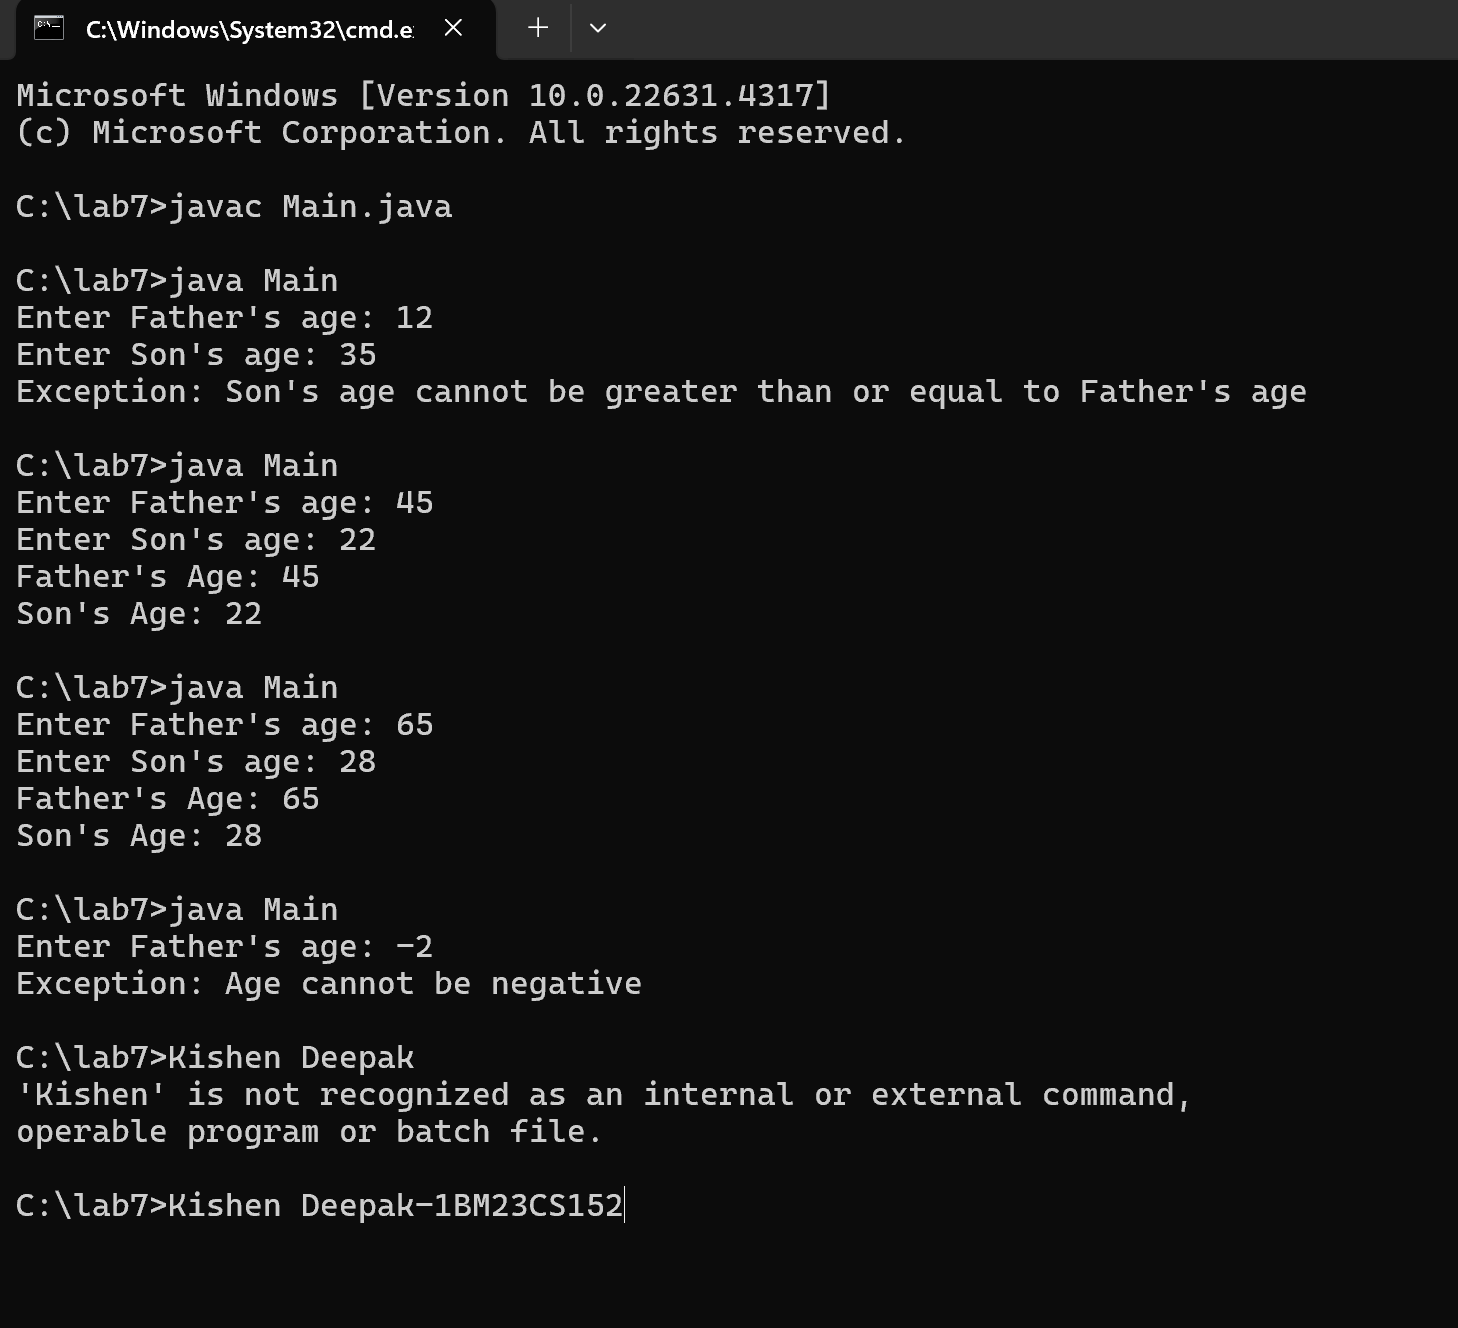 C:\Windows\System32\cmd.e
Microsoft Windows [Version 10.0.22631.4317]
(c) Microsoft Corporation. All rights reserved.
C:\lab7>javac Main.java
C:\lab7>java Main
Enter Father's age: 12
Enter Son's age: 35
Exception: Son's age cannot be greater than or equal to Father's age
C:\lab7>java Main
Enter Father's age: 45
Enter Son's age: 22
Father's Age: 45
Son's Age: 22
C:\lab7>java Main
Enter Father's age: 65
Enter Son's age: 28
Father's Age: 65
Son's Age: 28
C:\lab7>java Main
Enter Father's age: -2
Exception: Age cannot be negative
C:\lab7>Kishen Deepak
'Kishen' is not recognized as an internal or external command,
operable program or batch file.
C:\lab7>Kishen Deepak-1BM23CS152